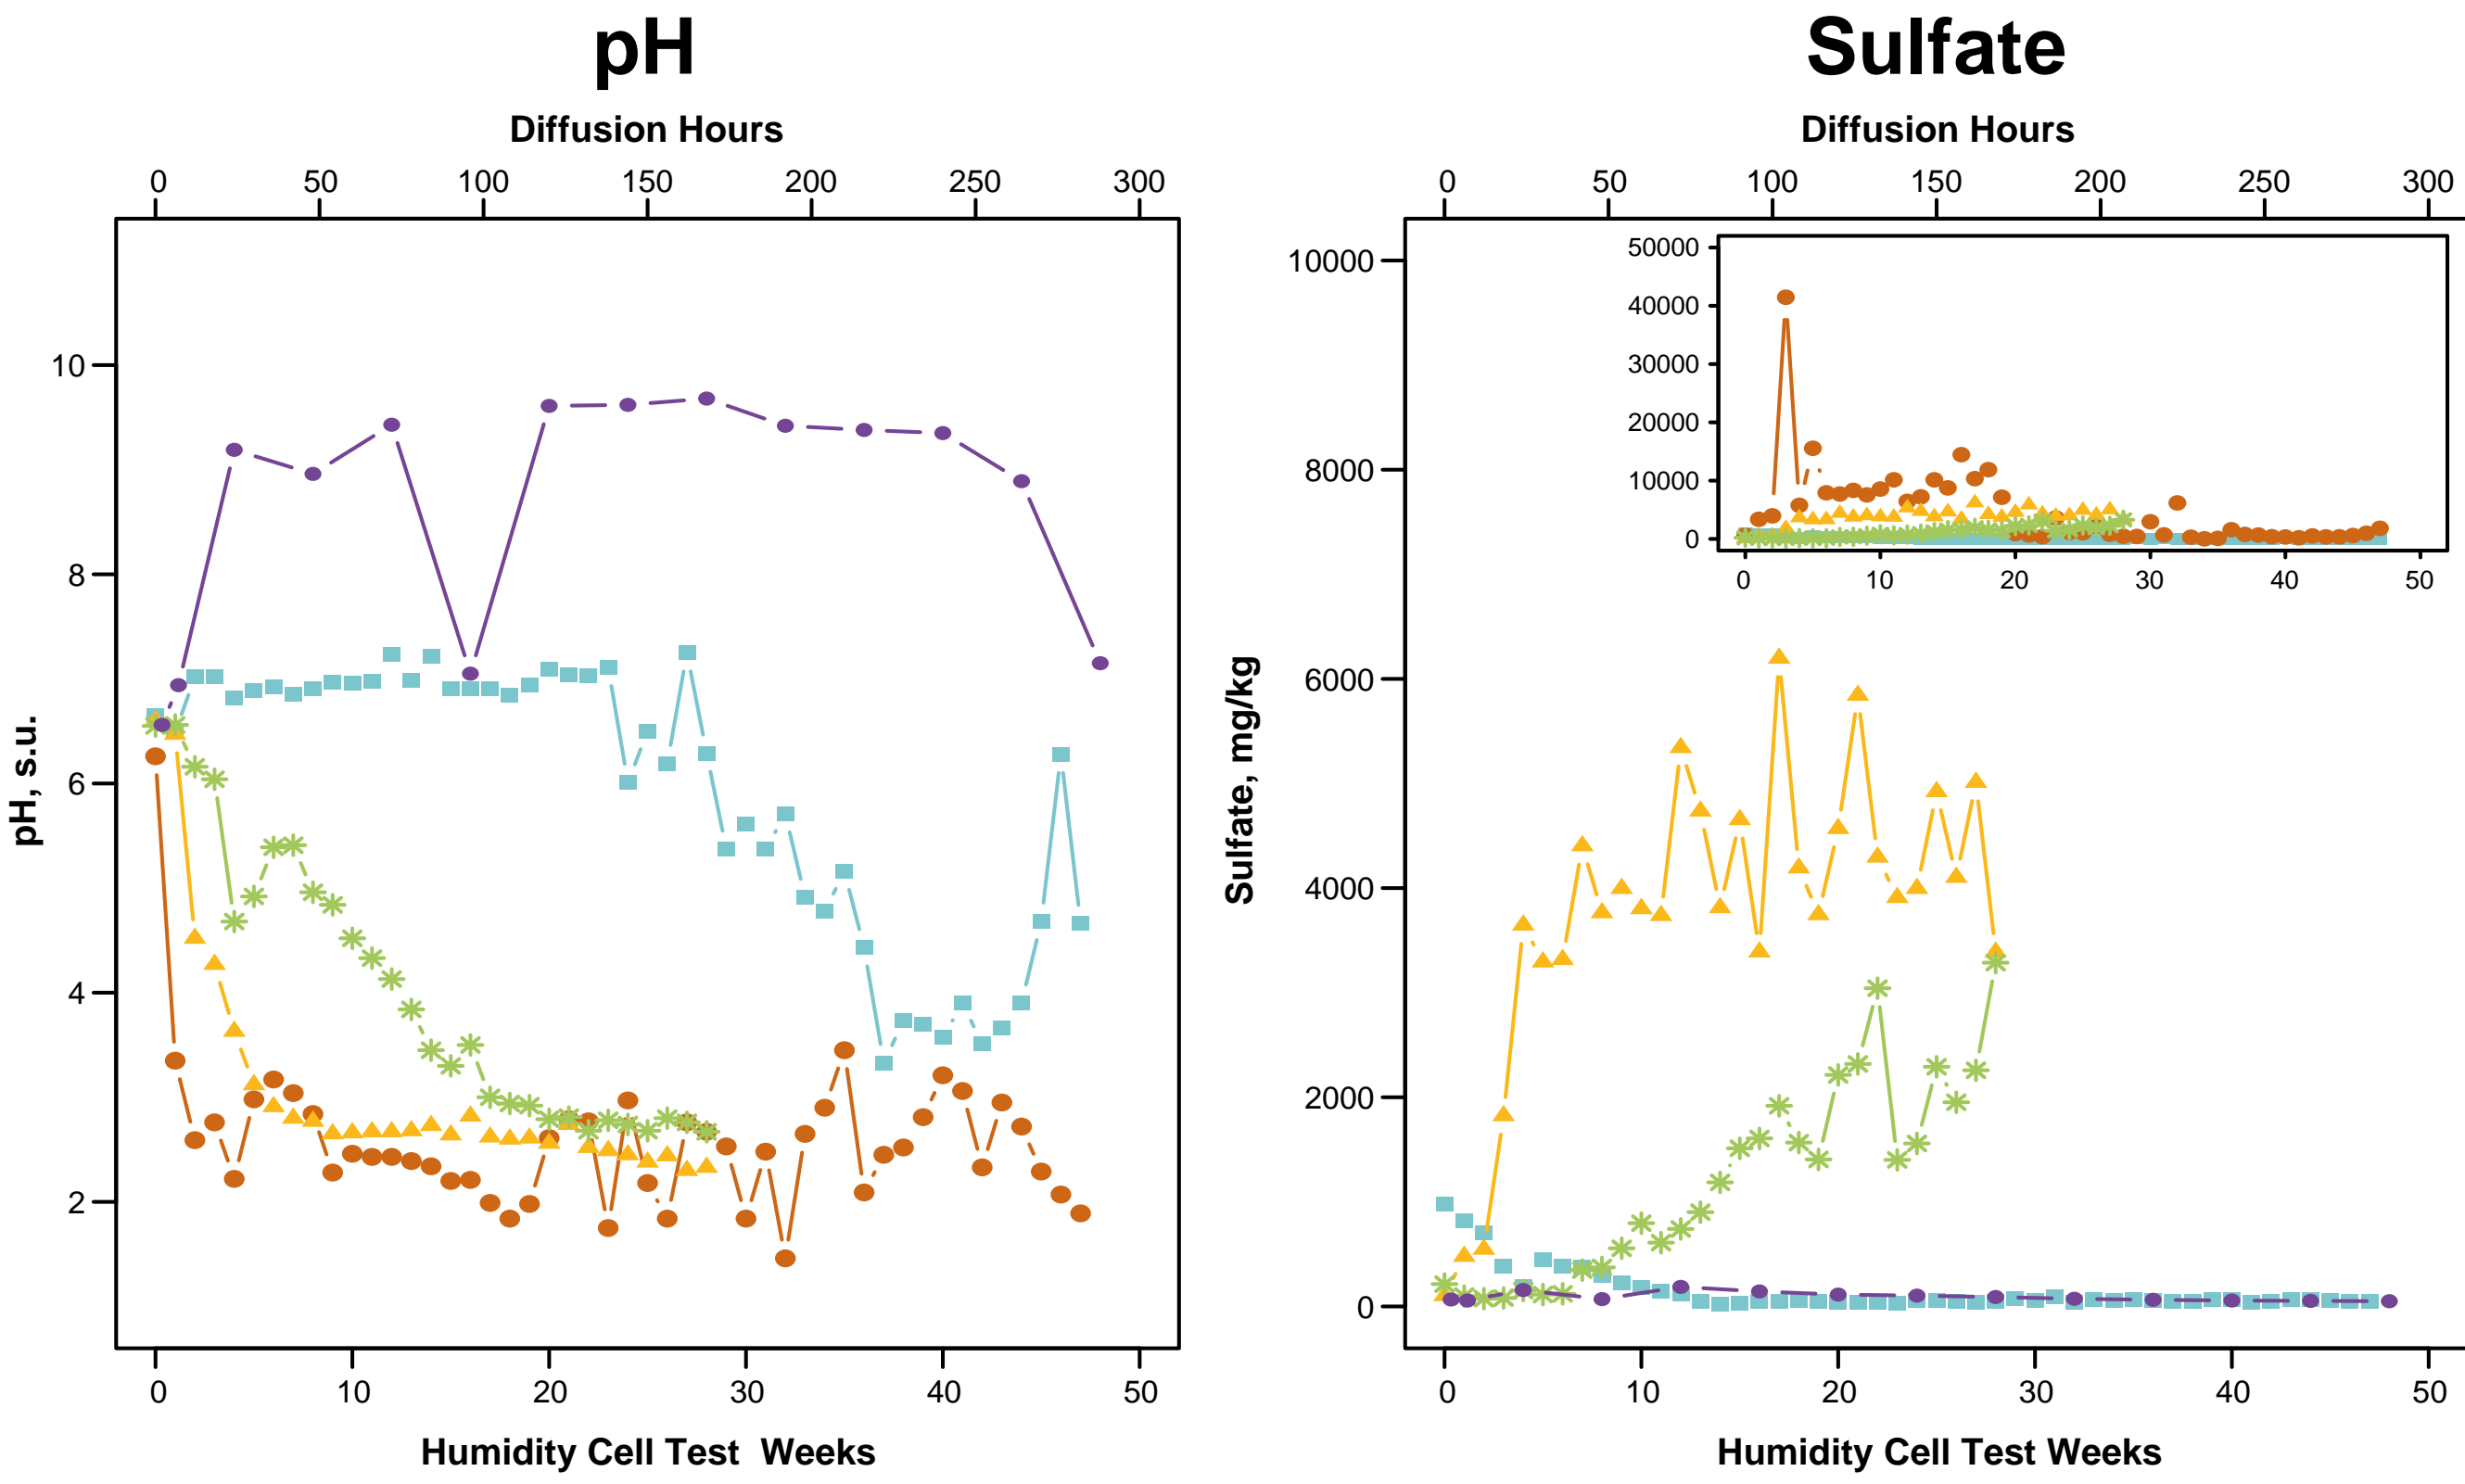 pH
Diffusion Hours
0 50 100 150 200 250 300
10
8
6
4
2
pH, s.u.
0 10 20 30 40 50
Humidity Cell Test  Weeks
Sulfate
Diffusion Hours
0 50 100 150 200 250 300
10000
8000
6000
4000
2000
0
Sulfate, mg/kg
50000
40000
30000
20000
10000
0
0 10 20 30 40 50
0 10 20 30 40 50
Humidity Cell Test Weeks